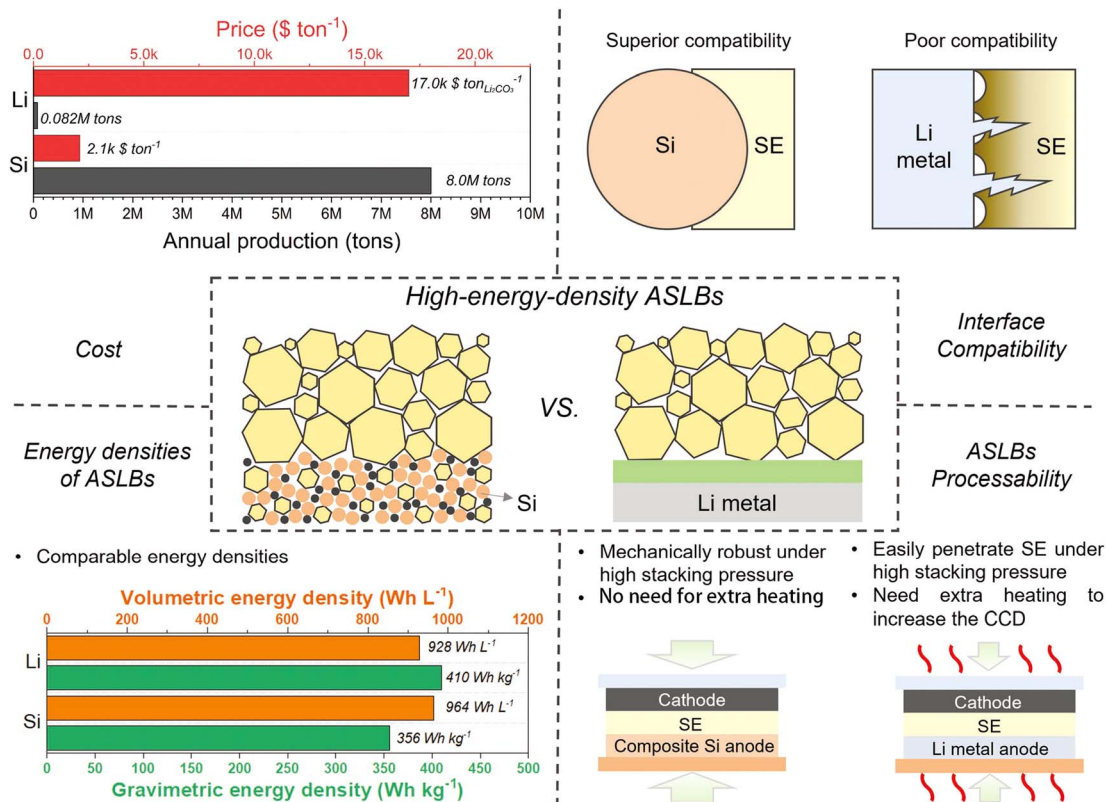 Price ($ ton⁻¹)
0.0 5.0k 10.0k 15.0k 20.0k
Li
17.0k $ ton Li₂CO₃⁻¹
0.082M tons
Si
2.1k $ ton⁻¹
8.0M tons
0 1M 2M 3M 4M 5M 6M 7M 8M 9M 10M
Annual production (tons)
Superior compatibility
Si
SE
Poor compatibility
Li
metal
SE
Cost
High-energy-density ASLBs
VS.
Si
Li metal
Interface
Compatibility
Energy densities
of ASLBs
ASLBs
Processability
• Comparable energy densities
Volumetric energy density (Wh L⁻¹)
0 200 400 600 800 1000 1200
Li
928 Wh L⁻¹
410 Wh kg⁻¹
Si
964 Wh L⁻¹
356 Wh kg⁻¹
0 50 100 150 200 250 300 350 400 450 500
Gravimetric energy density (Wh kg⁻¹)
• Mechanically robust under
high stacking pressure
• No need for extra heating
Cathode
SE
Composite Si anode
• Easily penetrate SE under
high stacking pressure
• Need extra heating to
increase the CCD
Cathode
SE
Li metal anode